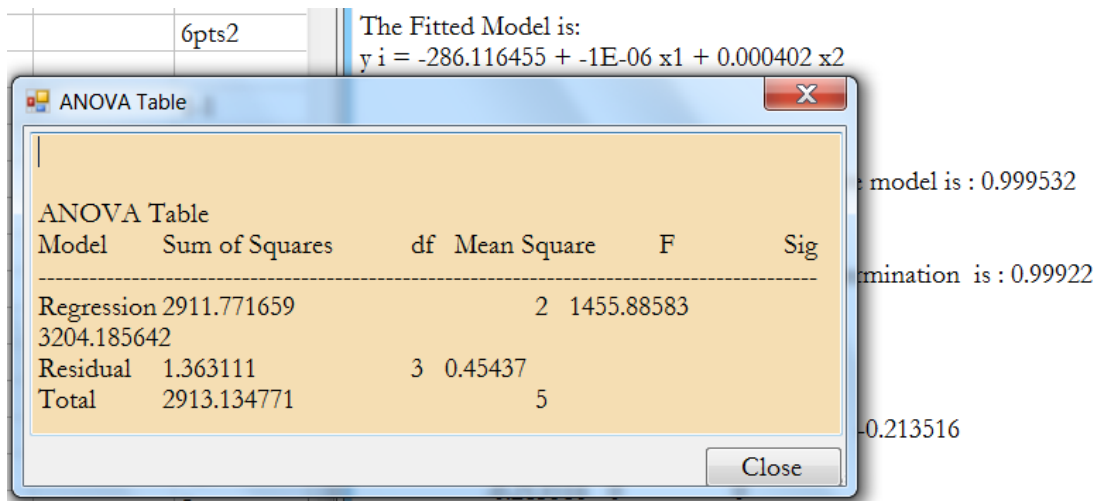 6pts2
The Fitted Model is:
y i = -286.116455 + -1E-06 x1 + 0.000402 x2
ANOVA Table
model is : 0.999532
ANOVA Table
Model Sum of Squares df Mean Square F Sig
--------------------------------------------------------------------------------------------
Regression 2911.771659 2 1455.88583
3204.185642
is : 0.99922
Residual 1.363111 3 0.45437
Total 2913.134771 5
-0.213516
Close